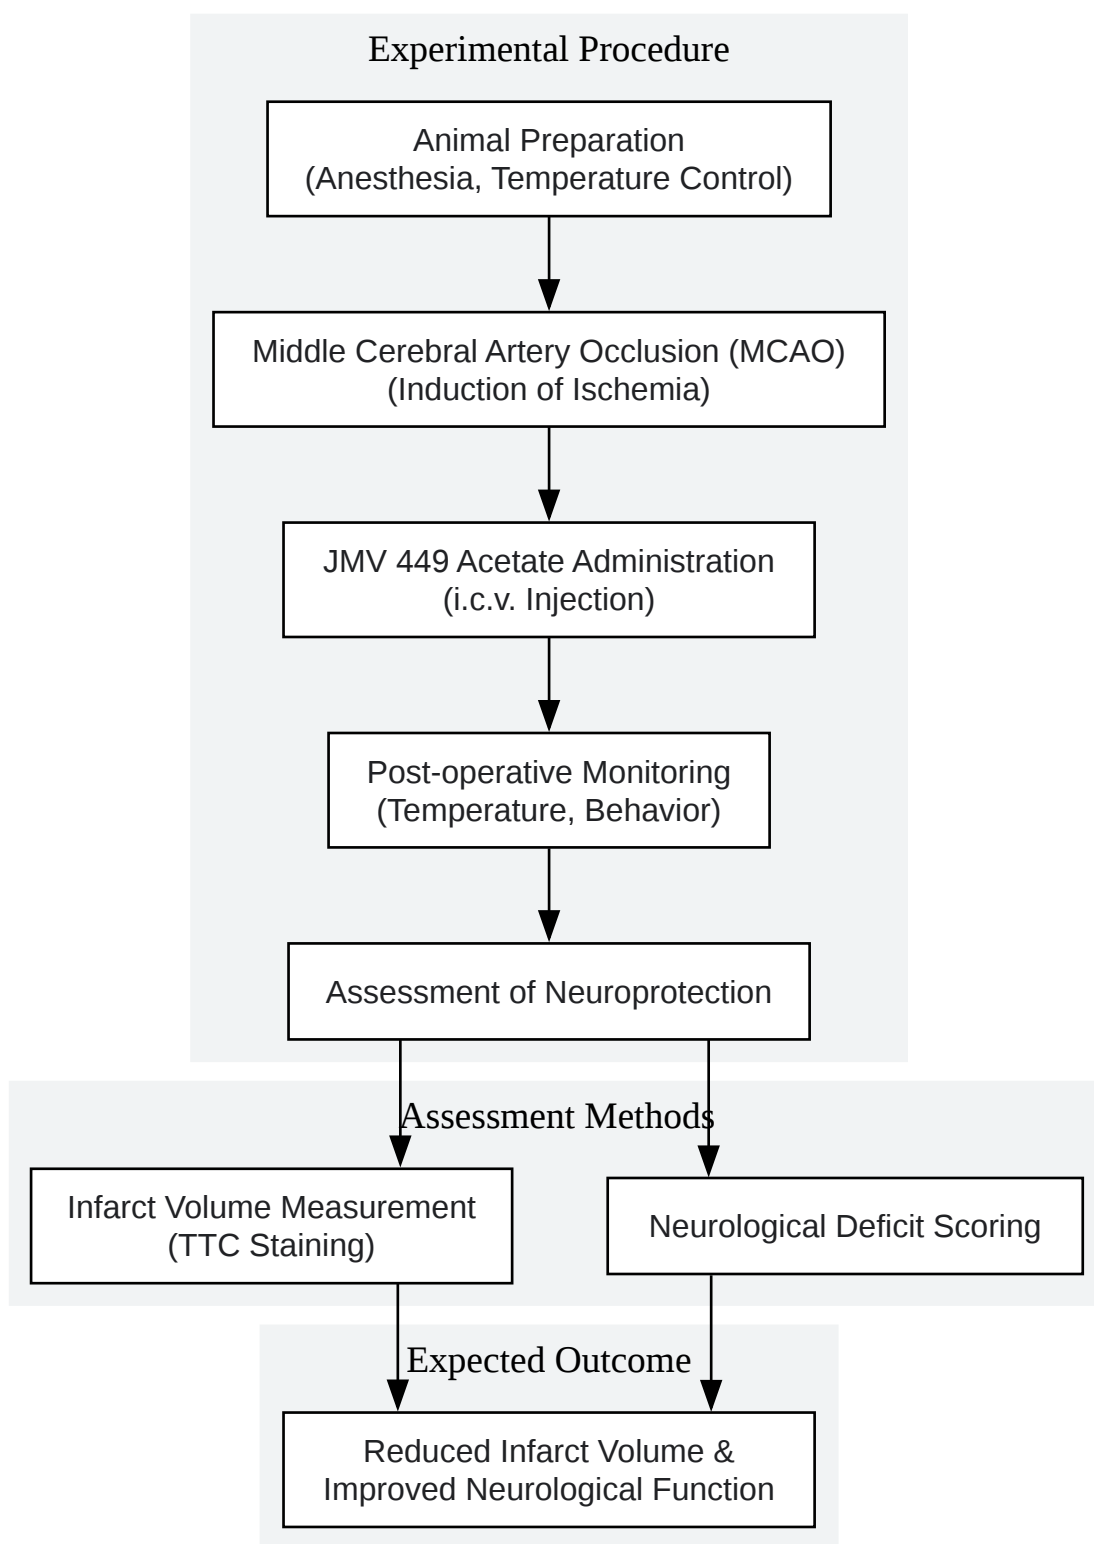 Experimental Procedure
Animal Preparation
(Anesthesia, Temperature Control)
Middle Cerebral Artery Occlusion (MCAO)
(Induction of Ischemia)
JMV 449 Acetate Administration
(i.c.v. Injection)
Post-operative Monitoring
(Temperature, Behavior)
Assessment of Neuroprotection
Assessment Methods
Infarct Volume Measurement
(TTC Staining)
Neurological Deficit Scoring
Expected Outcome
Reduced Infarct Volume &
Improved Neurological Function